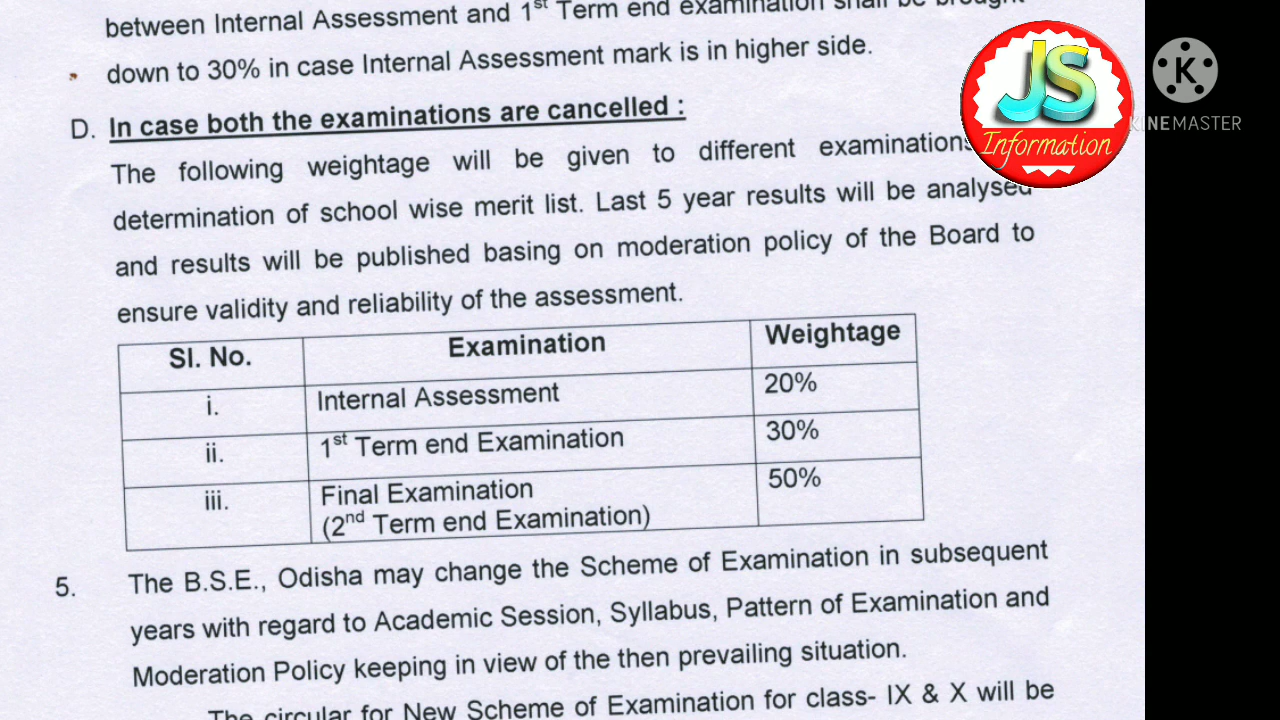 between Internal Assessment and 1st Term end examination shall be brought
down to 30% in case Internal Assessment mark is in higher side.
D. In case both the examinations are cancelled :
The following weightage will be given to different examinations
determination of school wise merit list. Last 5 year results will be analysed
and results will be published basing on moderation policy of the Board to
ensure validity and reliability of the assessment.
Sl. No. Examination Weightage
i. Internal Assessment 20%
ii. 1st Term end Examination 30%
iii. Final Examination 50%
(2nd Term end Examination)
5. The B.S.E., Odisha may change the Scheme of Examination in subsequent
years with regard to Academic Session, Syllabus, Pattern of Examination and
Moderation Policy keeping in view of the then prevailing situation.
The circular for New Scheme of Examination for class- IX & X will be
JS
Information
K
KINEMASTER